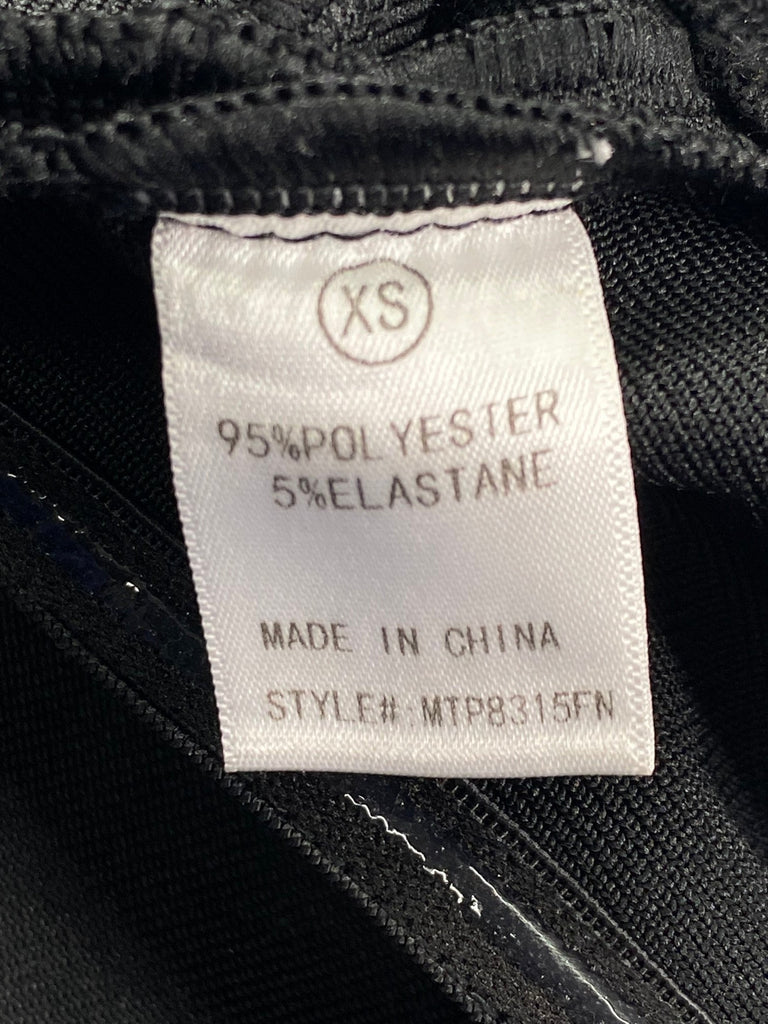 XS
95%POLYESTER
5%ELASTANE
MADE IN CHINA
STYLE#:MTP8315FN